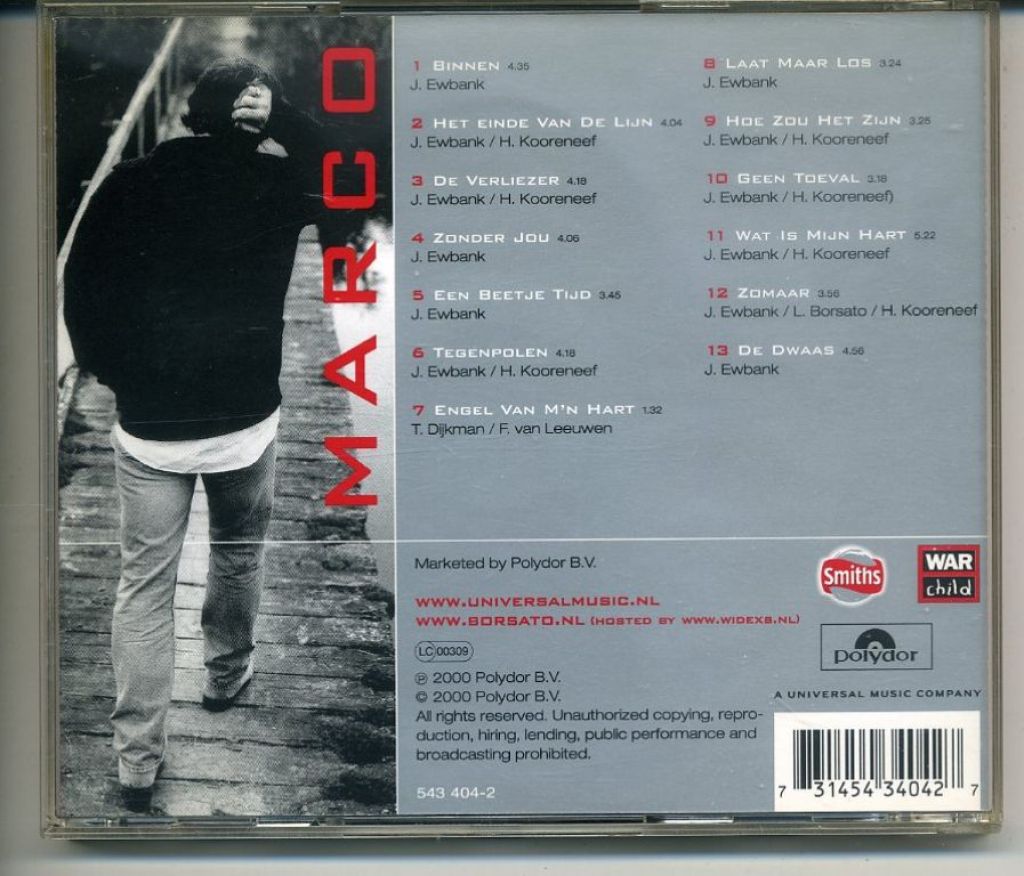 MARCO
1 BINNEN 4.35
J. Ewbank
2 HET EINDE VAN DE LIJN 4.04
J. Ewbank / H. Kooreneef
3 DE VERLIEZER 4.18
J. Ewbank / H. Kooreneef
4 ZONDER JOU 4.06
J. Ewbank
5 EEN BEETJE TIJD 3.45
J. Ewbank
6 TEGENPOLEN 4.18
J. Ewbank / H. Kooreneef
7 ENGEL VAN M'N HART 1.32
T. Dijkman / F. van Leeuwen
8 LAAT MAAR LOS 3.24
J. Ewbank
9 HOE ZOU HET ZIJN 3.25
J. Ewbank / H. Kooreneef
10 GEEN TOEVAL 3.18
J. Ewbank / H. Kooreneef)
11 WAT IS MIJN HART 5.22
J. Ewbank / H. Kooreneef
12 ZOMAAR 3.56
J. Ewbank / L. Borsato / H. Kooreneef
13 DE DWAAS 4.56
J. Ewbank
Marketed by Polydor B.V.
WWW.UNIVERSALMUSIC.NL
WWW.BORSATO.NL (HOSTED BY WWW.WIDEXS.NL)
LC 00309
℗ 2000 Polydor B.V.
© 2000 Polydor B.V.
All rights reserved. Unauthorized copying, repro-
duction, hiring, lending, public performance and
broadcasting prohibited.
543 404-2
Smiths
WAR
child
polydor
A UNIVERSAL MUSIC COMPANY
7 31454 34042 7